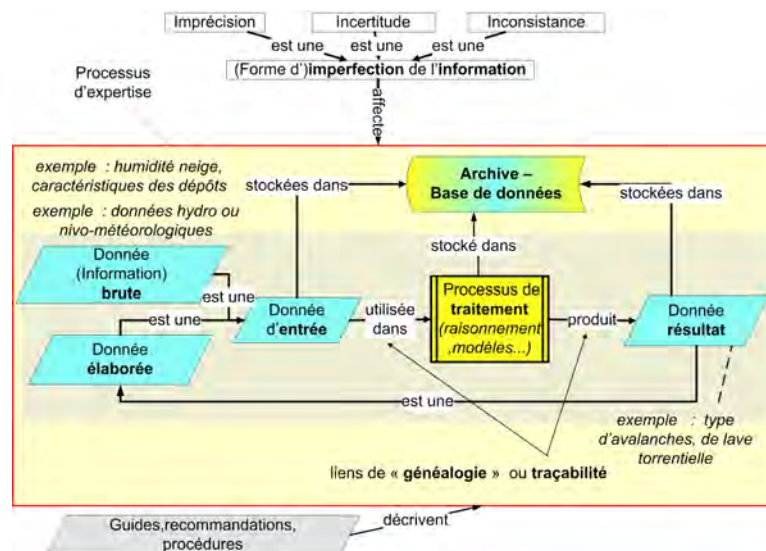 Imprécision
Incertitude
Inconsistance
est une
est une
est une
(Forme d')imperfection de l'information
Processus
d'expertise
affecte
exemple : humidité neige,
caractéristiques des dépôts
exemple : données hydro ou
nivo-météorologiques
stockées dans
Archive –
Base de données
stockées dans
stocké dans
Donnée
(Information)
brute
est une
est une
Donnée
d'entrée
utilisée
dans
Processus de
traitement
(raisonnement
,modèles...)
produit
Donnée
résultat
Donnée
élaborée
est une
exemple : type
d'avalanches, de lave
torrentielle
liens de « généalogie » ou traçabilité
Guides,recommandations,
procédures
décrivent